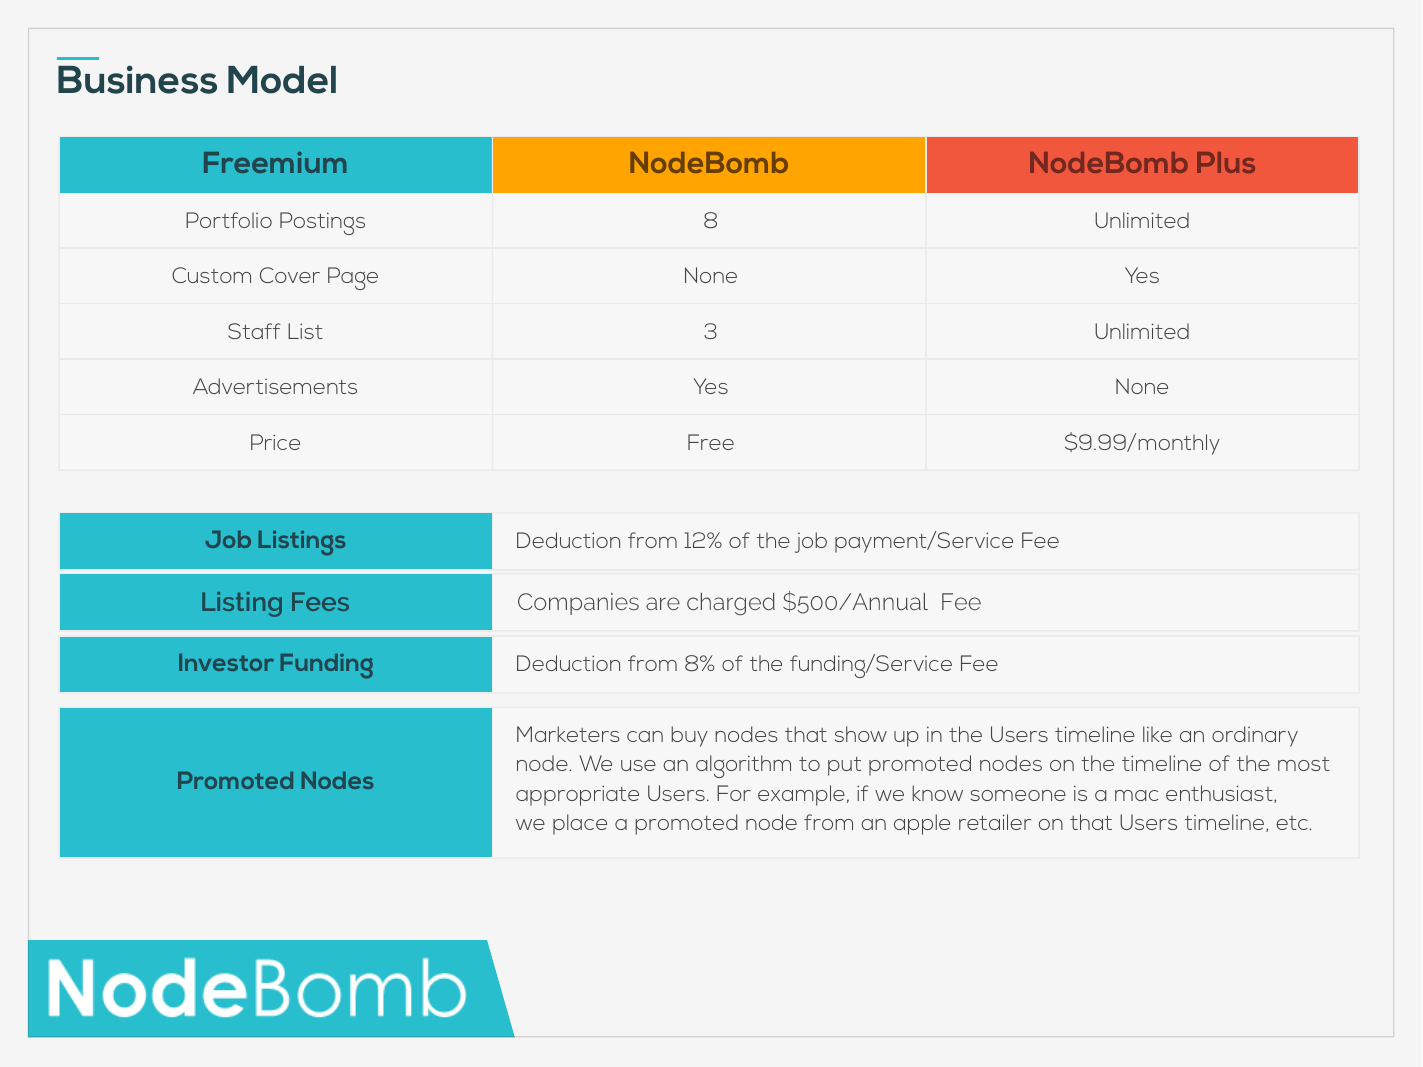 Business Model
Freemium NodeBomb NodeBomb Plus
Portfolio Postings 8 Unlimited
Custom Cover Page None Yes
Staff List 3 Unlimited
Advertisements Yes None
Price Free $9.99/monthly
Job Listings Deduction from 12% of the job payment/Service Fee
Listing Fees Companies are charged $500/Annual Fee
Investor Funding Deduction from 8% of the funding/Service Fee
Promoted Nodes
Marketers can buy nodes that show up in the Users timeline like an ordinary
node. We use an algorithm to put promoted nodes on the timeline of the most
appropriate Users. For example, if we know someone is a mac enthusiast,
we place a promoted node from an apple retailer on that Users timeline, etc.
NodeBomb